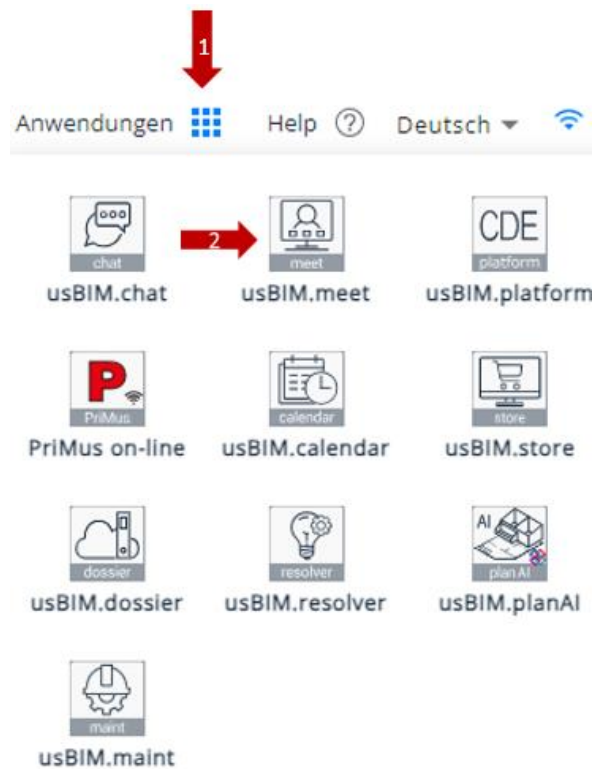 1
Anwendungen Help ? Deutsch
2
chat meet CDE platform
usBIM.chat usBIM.meet usBIM.platform
P PriMus calendar store
PriMus on-line usBIM.calendar usBIM.store
dossier resolver AI plan AI
usBIM.dossier usBIM.resolver usBIM.planAI
maint
usBIM.maint